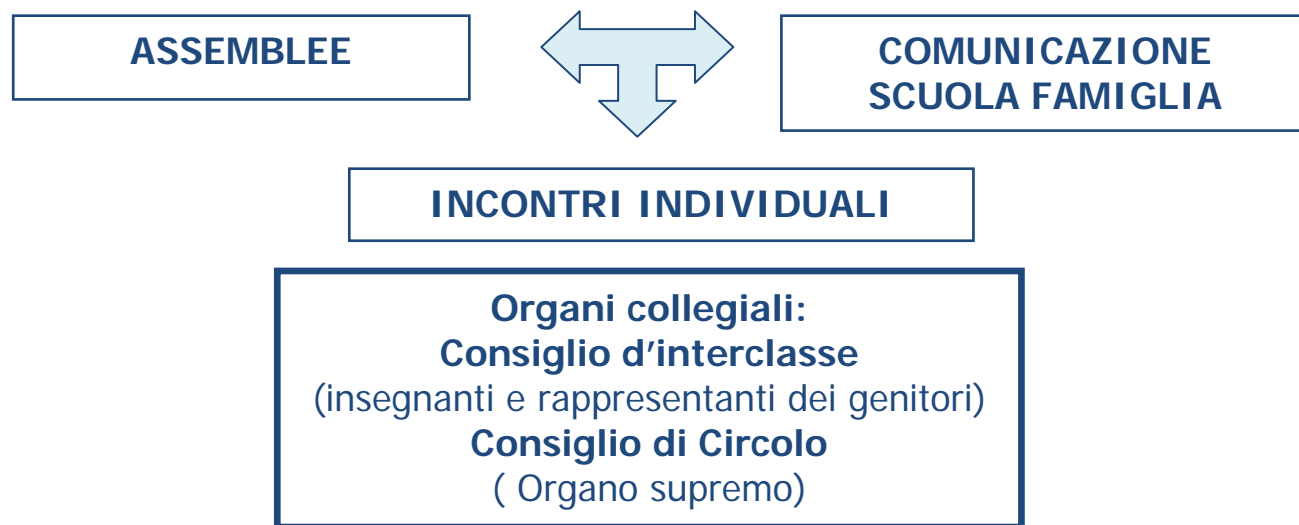 ASSEMBLEE
COMUNICAZIONE
SCUOLA FAMIGLIA
INCONTRI INDIVIDUALI
Organi collegiali:
Consiglio d’interclasse
(insegnanti e rappresentanti dei genitori)
Consiglio di Circolo
( Organo supremo)